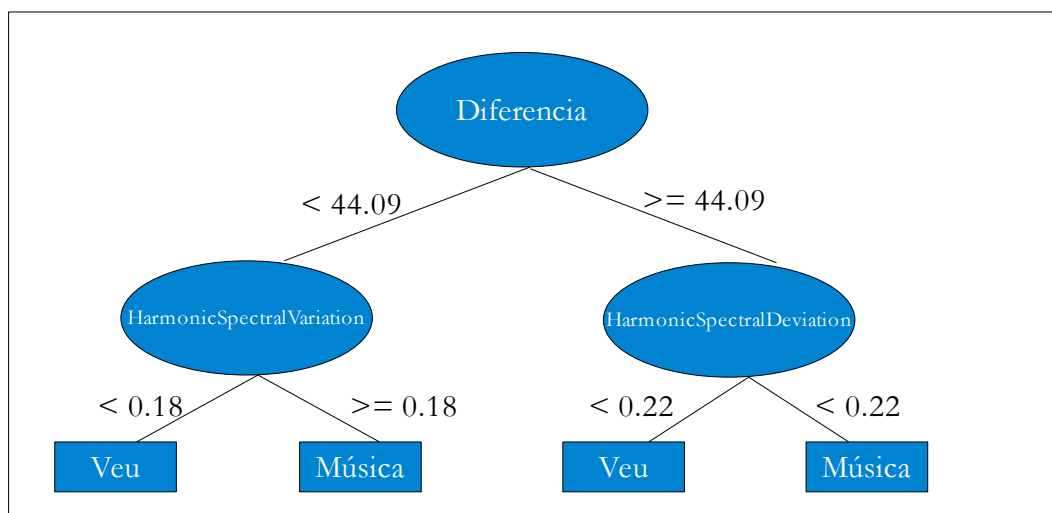 Diferencia
< 44.09
>= 44.09
HarmonicSpectralVariation
HarmonicSpectralDeviation
< 0.18
>= 0.18
< 0.22
< 0.22
Veu
Música
Veu
Música